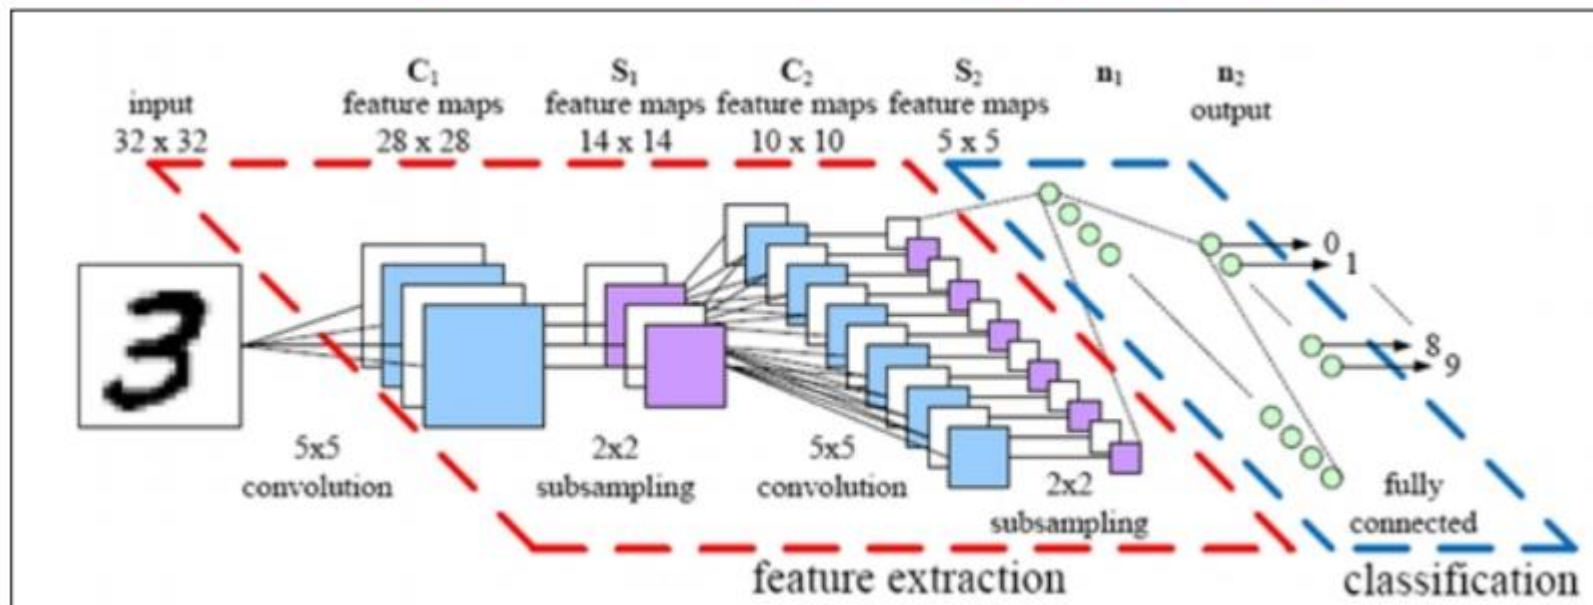 input
32 x 32
C₁
feature maps
28 x 28
S₁
feature maps
14 x 14
C₂
feature maps
10 x 10
S₂
feature maps
5 x 5
n₁
n₂
output
3
0
1
8
9
5x5
convolution
2x2
subsampling
5x5
convolution
2x2
subsampling
fully
connected
feature extraction
classification